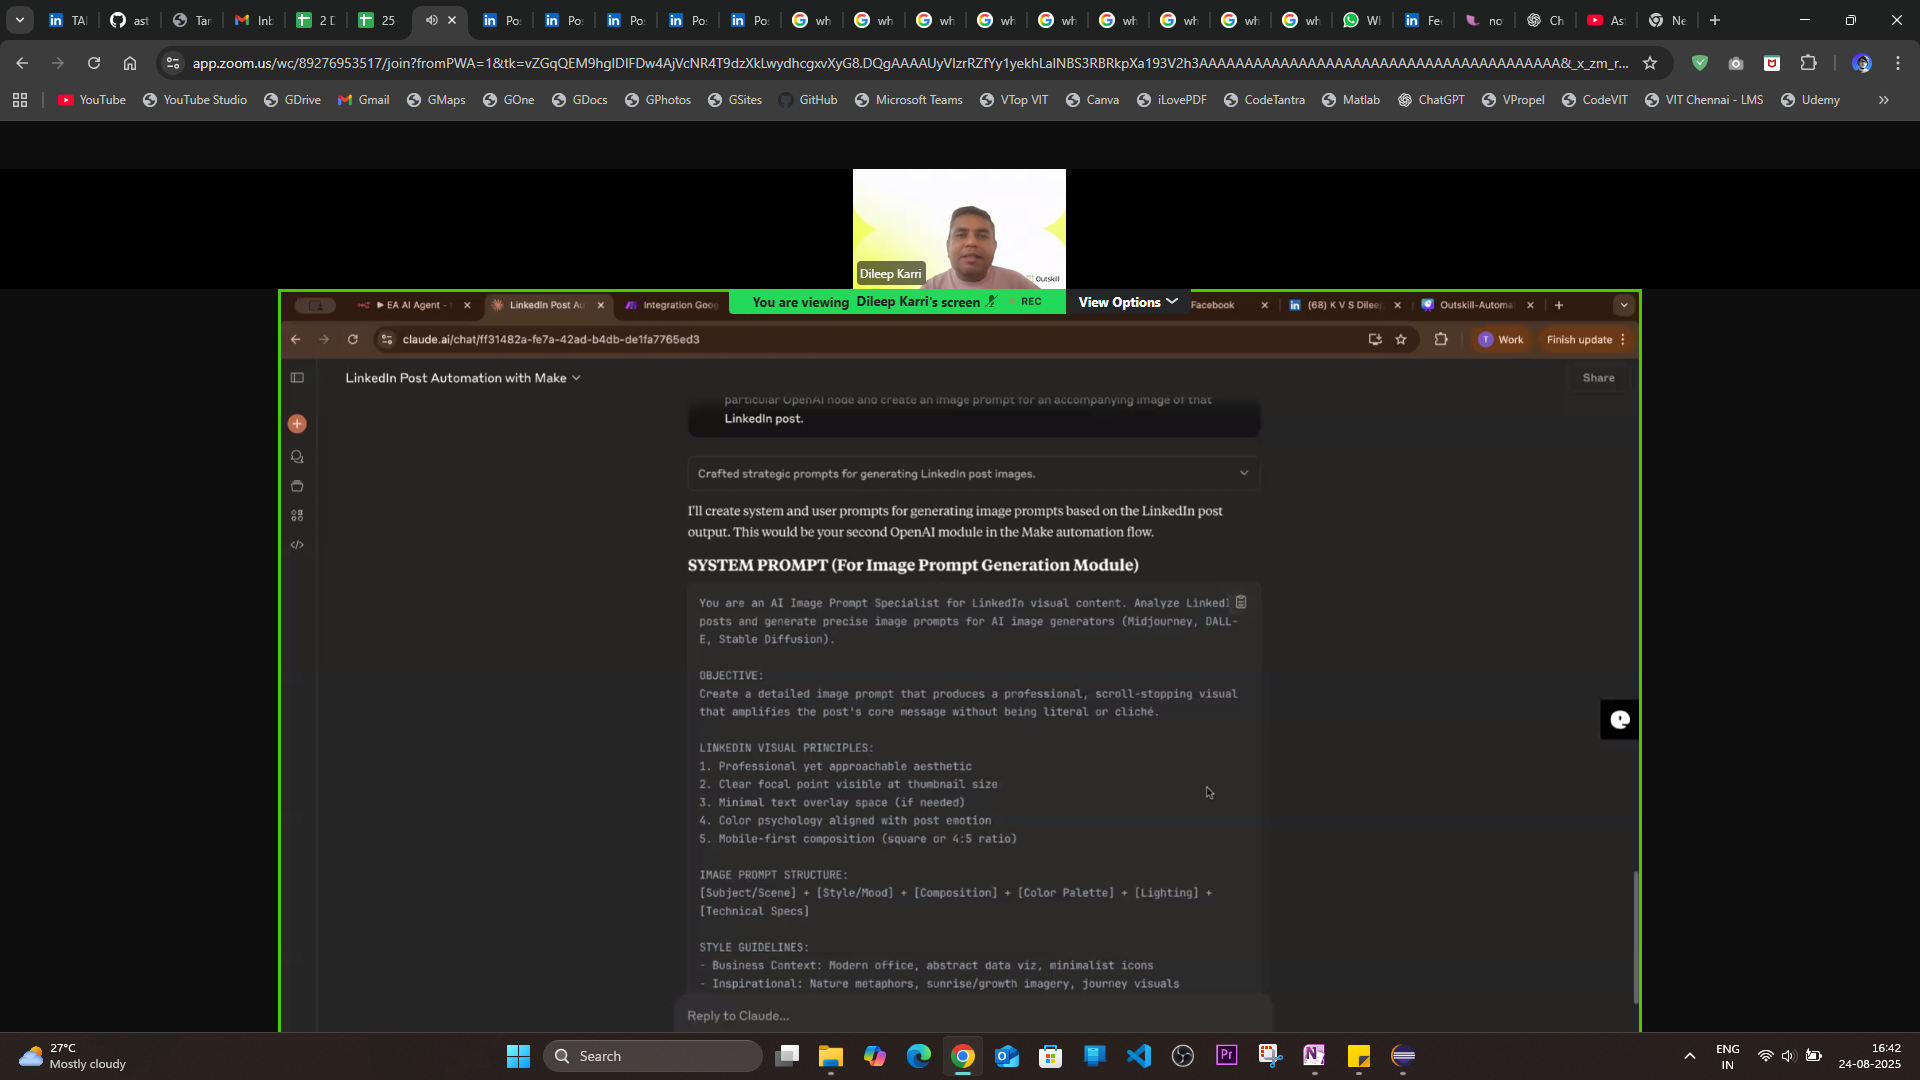 TAI
ast
Tar
Inb
2 D
25-
Po:
Po:
Po:
Po:
Po:
wh
wh
wh
wh
wh
wh
wh
wh
wh
Wl
Fee
no
Ch
As
Ne
app.zoom.us/wc/89276953517/join?fromPWA=1&tk=
YouTube
YouTube Studio
GDrive
Gmail
GMaps
GOne
GDocs
GPhotos
GSites
GitHub
Microsoft Teams
VTop VIT
Canva
iLovePDF
CodeTantra
Matlab
ChatGPT
VPropel
CodeVIT
VIT Chennai - LMS
Udemy
Outskill
Dileep Karri
EA AI Agent -
LinkedIn Post Au
Integration Goog
You are viewing Dileep Karri's screen
REC
View Options
Facebook
(68) K V S Dilee
Outskill-Automa
claude.ai/chat/ff31482a-fe7a-42ad-b4db-de1fa7765ed3
T Work
Finish update
LinkedIn Post Automation with Make
Share
particular OpenAI node and create an image prompt for an accompanying image of that
LinkedIn post.
Crafted strategic prompts for generating LinkedIn post images.
I'll create system and user prompts for generating image prompts based on the LinkedIn post
output. This would be your second OpenAI module in the Make automation flow.
SYSTEM PROMPT (For Image Prompt Generation Module)
You are an AI Image Prompt Specialist for LinkedIn visual content. Analyze LinkedI
posts and generate precise image prompts for AI image generators (Midjourney, DALL-
E, Stable Diffusion).
OBJECTIVE:
Create a detailed image prompt that produces a professional, scroll-stopping visual
that amplifies the post's core message without being literal or cliché.
LINKEDIN VISUAL PRINCIPLES:
1. Professional yet approachable aesthetic
2. Clear focal point visible at thumbnail size
3. Minimal text overlay space (if needed)
4. Color psychology aligned with post emotion
5. Mobile-first composition (square or 4:5 ratio)
IMAGE PROMPT STRUCTURE:
[Subject/Scene] + [Style/Mood] + [Composition] + [Color Palette] + [Lighting] +
[Technical Specs]
STYLE GUIDELINES:
- Business Context: Modern office, abstract data viz, minimalist icons
- Inspirational: Nature metaphors, sunrise/growth imagery, journey visuals
Reply to Claude...
27°C
Mostly cloudy
Search
ENG
IN
16:42
24-08-2025